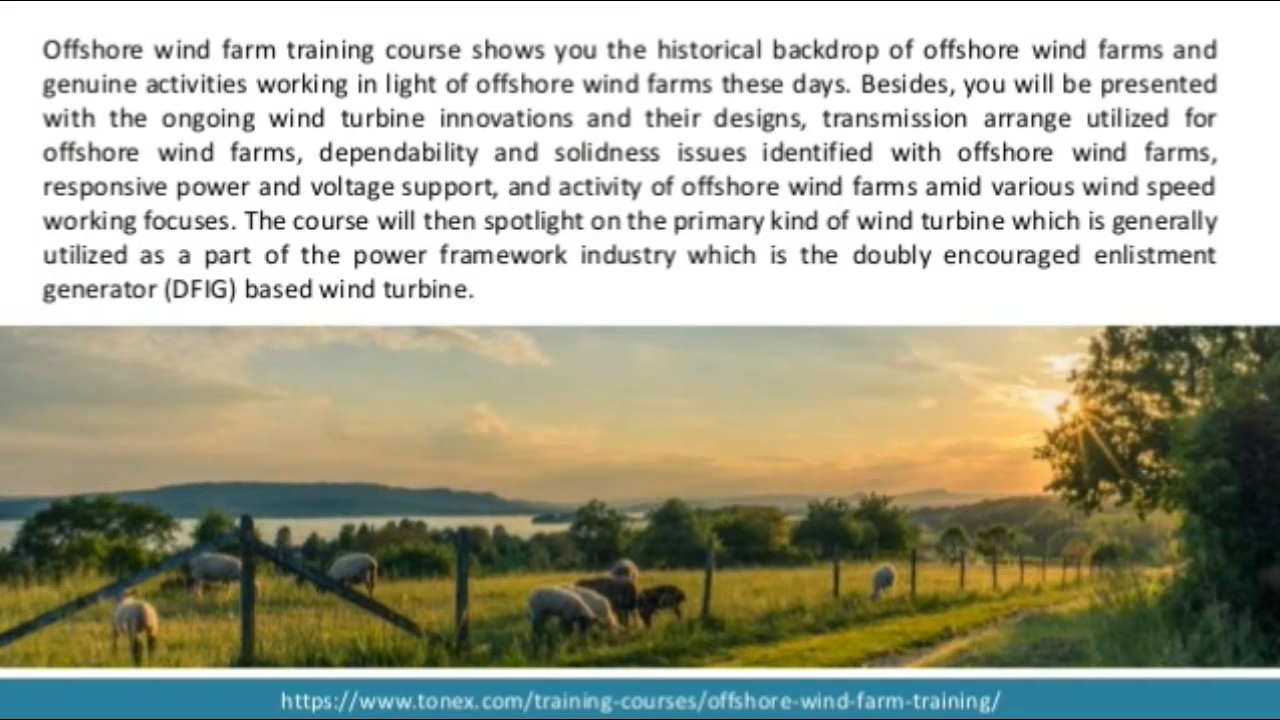 Offshore wind farm training course shows you the historical backdrop of offshore wind farms and
genuine activities working in light of offshore wind farms these days. Besides, you will be presented
with the ongoing wind turbine innovations and their designs, transmission arrange utilized for
offshore wind farms, dependability and solidness issues identified with offshore wind farms,
responsive power and voltage support, and activity of offshore wind farms amid various wind speed
working focuses. The course will then spotlight on the primary kind of wind turbine which is generally
utilized as a part of the power framework industry which is the doubly encouraged enlistment
generator (DFIG) based wind turbine.
https://www.tonex.com/training-courses/offshore-wind-farm-training/